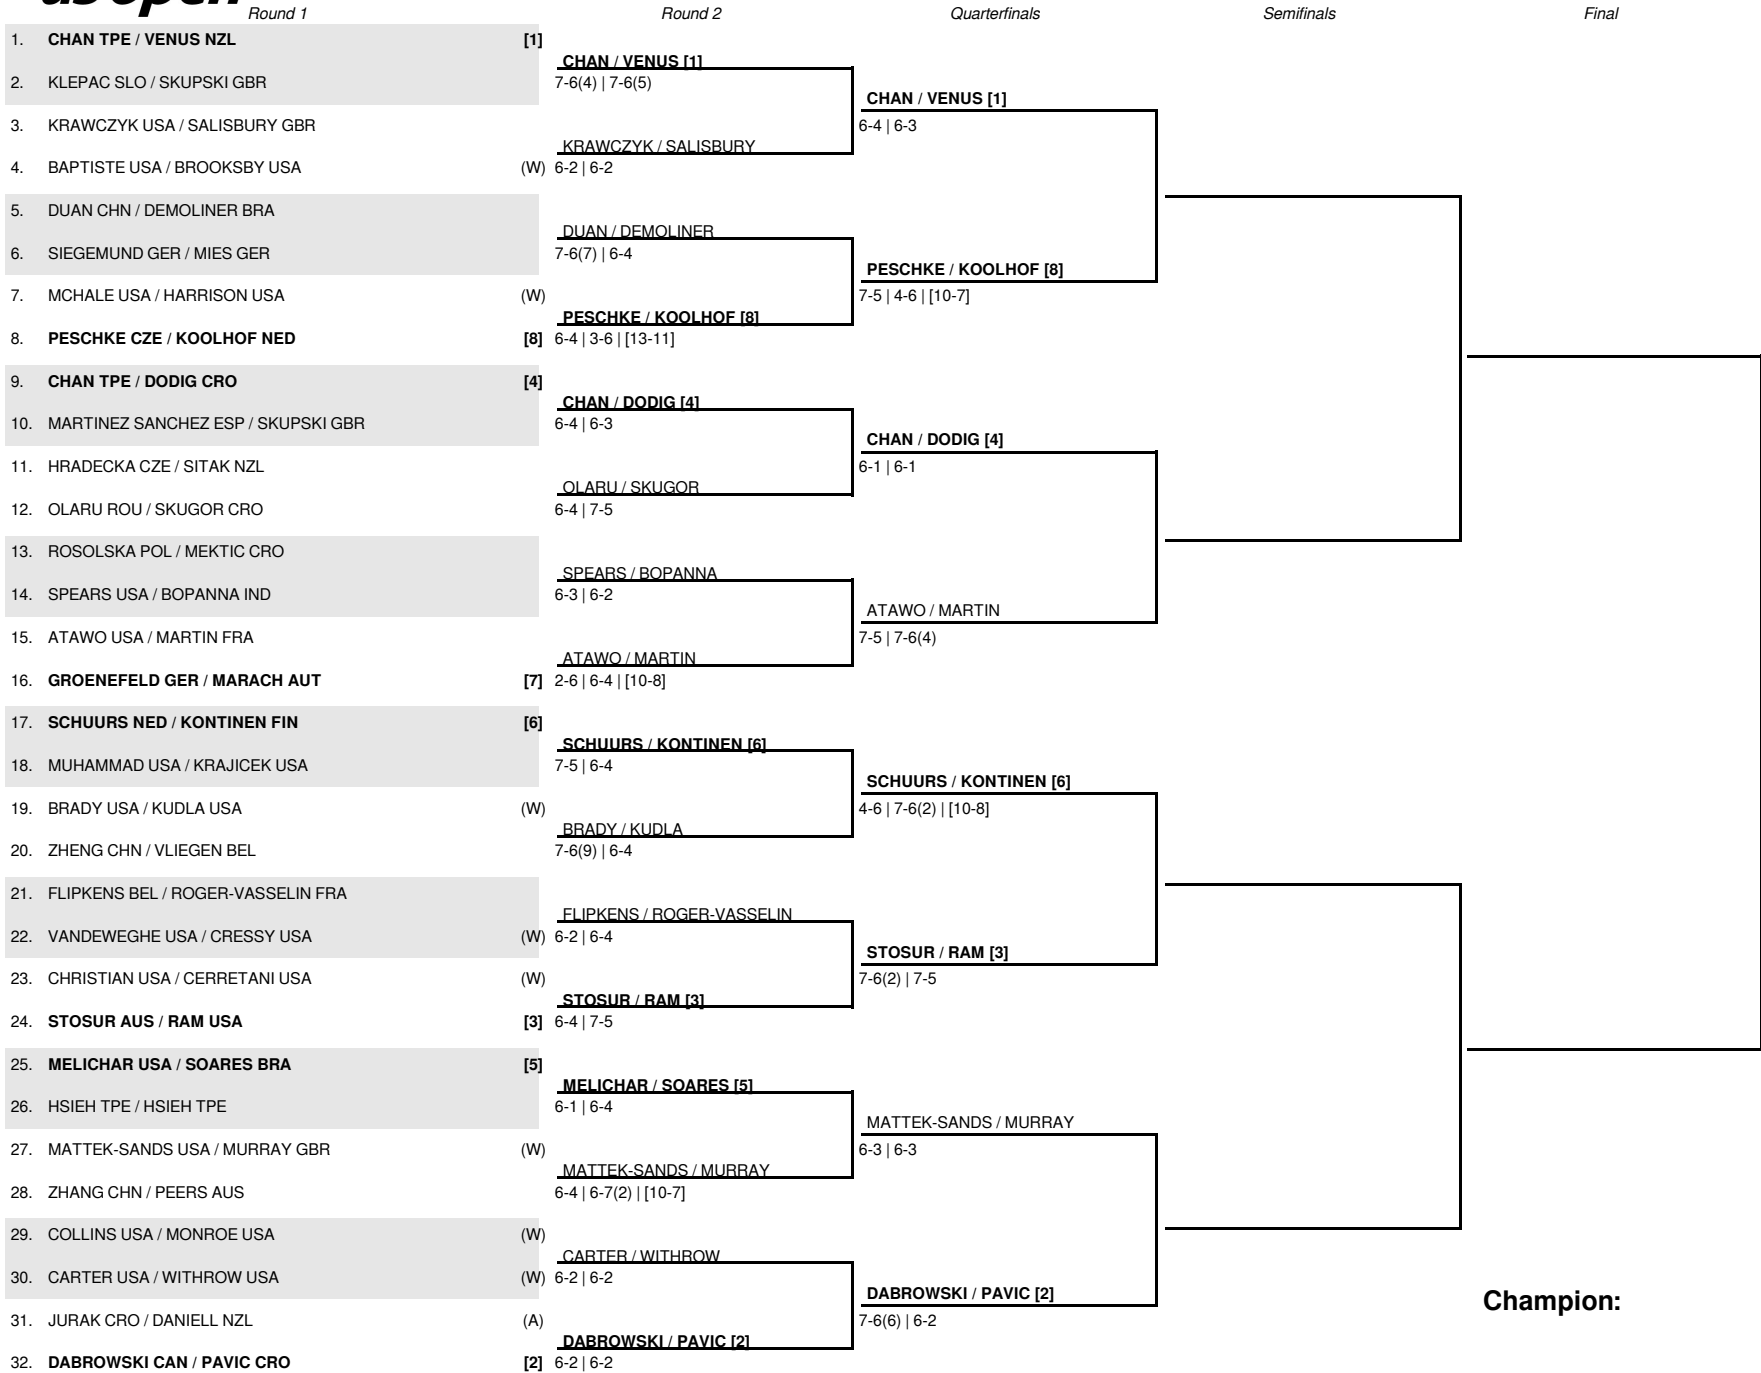 us open
Round 1 Round 2 Quarterfinals Semifinals Final
1. CHAN TPE / VENUS NZL [1]
CHAN / VENUS [1]
2. KLEPAC SLO / SKUPSKI GBR 7-6(4) | 7-6(5)
CHAN / VENUS [1]
3. KRAWCZYK USA / SALISBURY GBR 6-4 | 6-3
KRAWCZYK / SALISBURY
4. BAPTISTE USA / BROOKSBY USA (W) 6-2 | 6-2
5. DUAN CHN / DEMOLINER BRA
DUAN / DEMOLINER
6. SIEGEMUND GER / MIES GER 7-6(7) | 6-4
PESCHKE / KOOLHOF [8]
7. MCHALE USA / HARRISON USA (W) 7-5 | 4-6 | [10-7]
PESCHKE / KOOLHOF [8]
8. PESCHKE CZE / KOOLHOF NED [8] 6-4 | 3-6 | [13-11]
9. CHAN TPE / DODIG CRO [4]
CHAN / DODIG [4]
10. MARTINEZ SANCHEZ ESP / SKUPSKI GBR 6-4 | 6-3
CHAN / DODIG [4]
11. HRADECKA CZE / SITAK NZL 6-1 | 6-1
OLARU / SKUGOR
12. OLARU ROU / SKUGOR CRO 6-4 | 7-5
13. ROSOLSKA POL / MEKTIC CRO
SPEARS / BOPANNA
14. SPEARS USA / BOPANNA IND 6-3 | 6-2
ATAWO / MARTIN
15. ATAWO USA / MARTIN FRA 7-5 | 7-6(4)
ATAWO / MARTIN
16. GROENEFELD GER / MARACH AUT [7] 2-6 | 6-4 | [10-8]
17. SCHUURS NED / KONTINEN FIN [6]
SCHUURS / KONTINEN [6]
18. MUHAMMAD USA / KRAJICEK USA 7-5 | 6-4
SCHUURS / KONTINEN [6]
19. BRADY USA / KUDLA USA (W) 4-6 | 7-6(2) | [10-8]
BRADY / KUDLA
20. ZHENG CHN / VLIEGEN BEL 7-6(9) | 6-4
21. FLIPKENS BEL / ROGER-VASSELIN FRA
FLIPKENS / ROGER-VASSELIN
22. VANDEWEGHE USA / CRESSY USA (W) 6-2 | 6-4
STOSUR / RAM [3]
23. CHRISTIAN USA / CERRETANI USA (W) 7-6(2) | 7-5
STOSUR / RAM [3]
24. STOSUR AUS / RAM USA [3] 6-4 | 7-5
25. MELICHAR USA / SOARES BRA [5]
MELICHAR / SOARES [5]
26. HSIEH TPE / HSIEH TPE 6-1 | 6-4
MATTEK-SANDS / MURRAY
27. MATTEK-SANDS USA / MURRAY GBR (W) 6-3 | 6-3
MATTEK-SANDS / MURRAY
28. ZHANG CHN / PEERS AUS 6-4 | 6-7(2) | [10-7]
29. COLLINS USA / MONROE USA (W)
CARTER / WITHROW
30. CARTER USA / WITHROW USA (W) 6-2 | 6-2
DABROWSKI / PAVIC [2]
Champion:
31. JURAK CRO / DANIELL NZL (A) 7-6(6) | 6-2
DABROWSKI / PAVIC [2]
32. DABROWSKI CAN / PAVIC CRO [2] 6-2 | 6-2